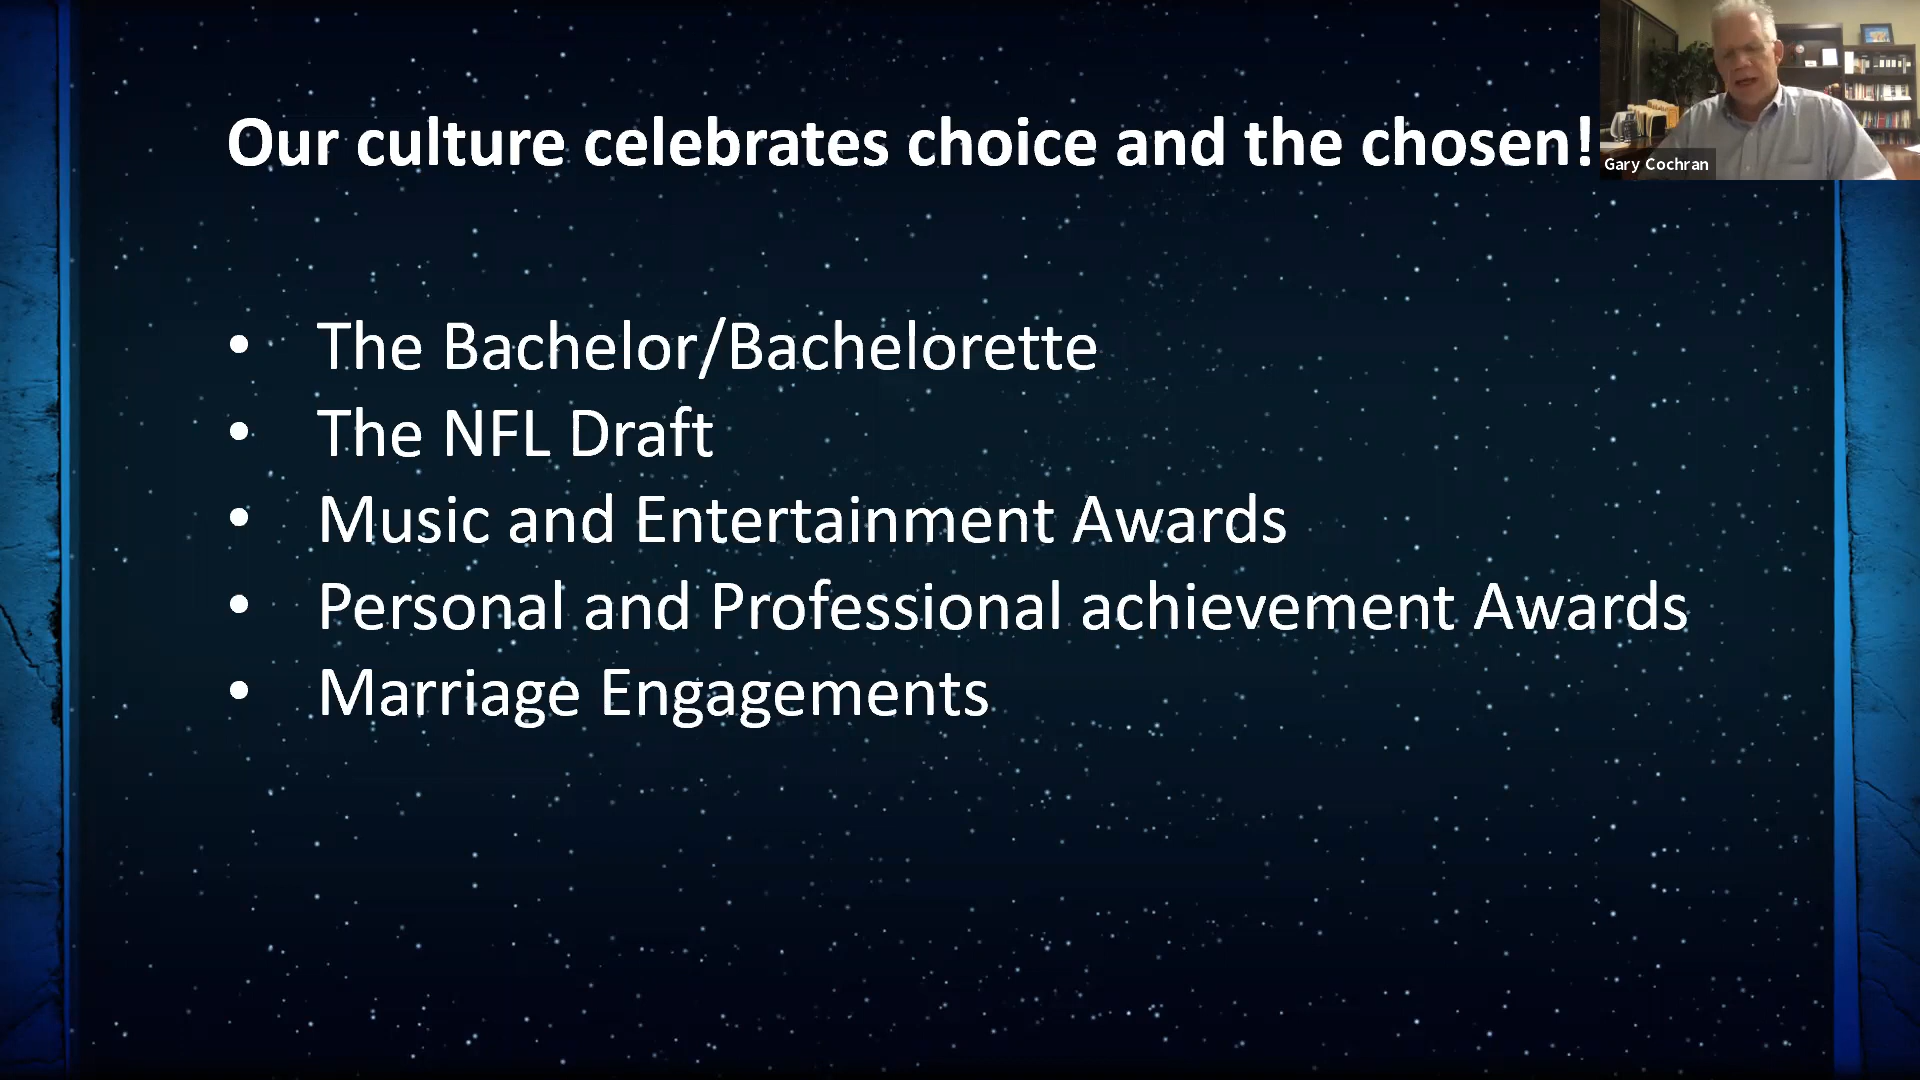 Our culture celebrates choice and the chosen!
Gary Cochran
• The Bachelor/Bachelorette
• The NFL Draft
• Music and Entertainment Awards
• Personal and Professional achievement Awards
• Marriage Engagements